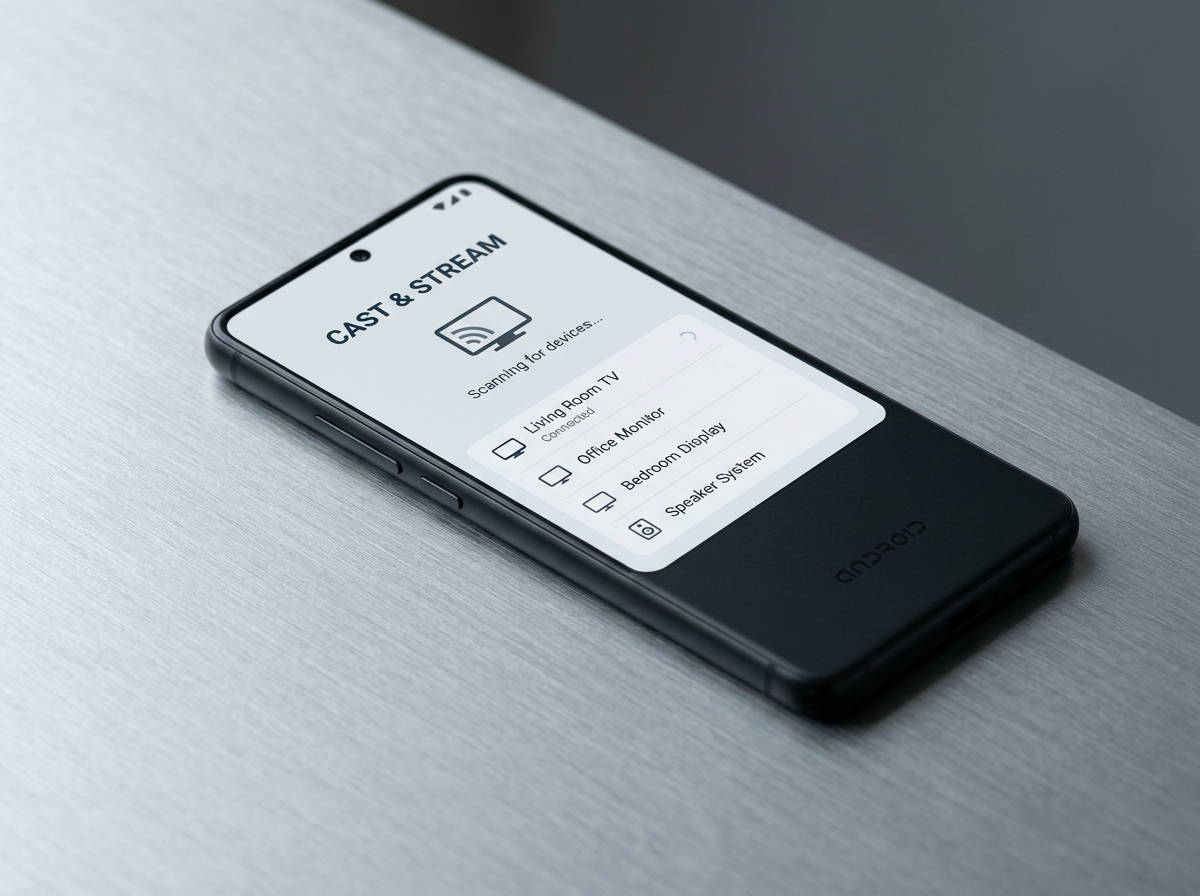 CAST & STREAM
Scanning for devices...
Living Room TV
Connected
Office Monitor
Bedroom Display
Speaker System
ANDROID